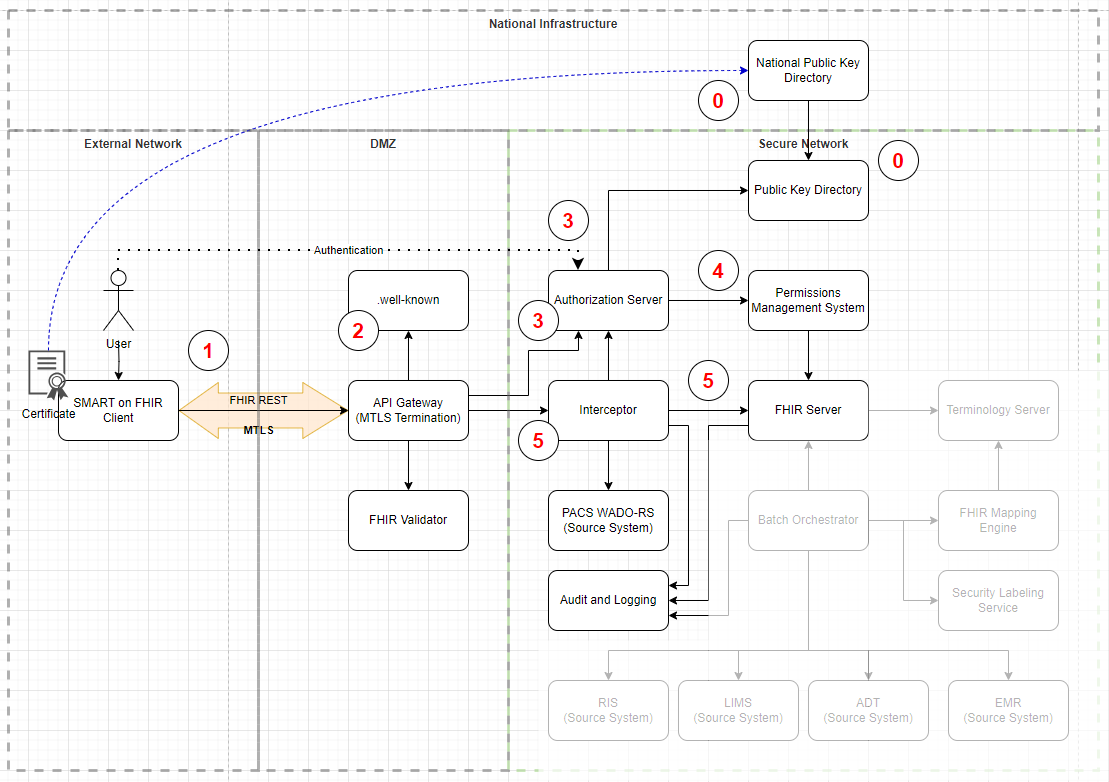 National Infrastructure
National Public Key
Directory
0
External Network
DMZ
Secure Network
0
Public Key Directory
3
Authentication
4
.well-known
Authorization Server
Permissions
Management System
3
2
User
1
5
Certificate
SMART on FHIR
Client
FHIR REST
MTLS
API Gateway
(MTLS Termination)
Interceptor
FHIR Server
Terminology Server
5
FHIR Validator
PACS WADO-RS
(Source System)
Batch Orchestrator
FHIR Mapping
Engine
Audit and Logging
Security Labeling
Service
RIS
(Source System)
LIMS
(Source System)
ADT
(Source System)
EMR
(Source System)